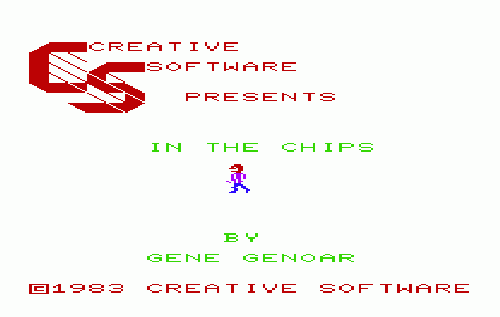 CREATIVE
SOFTWARE
PRESENTS
IN THE CHIPS
BY
GENE GENOAR
©1983 CREATIVE SOFTWARE